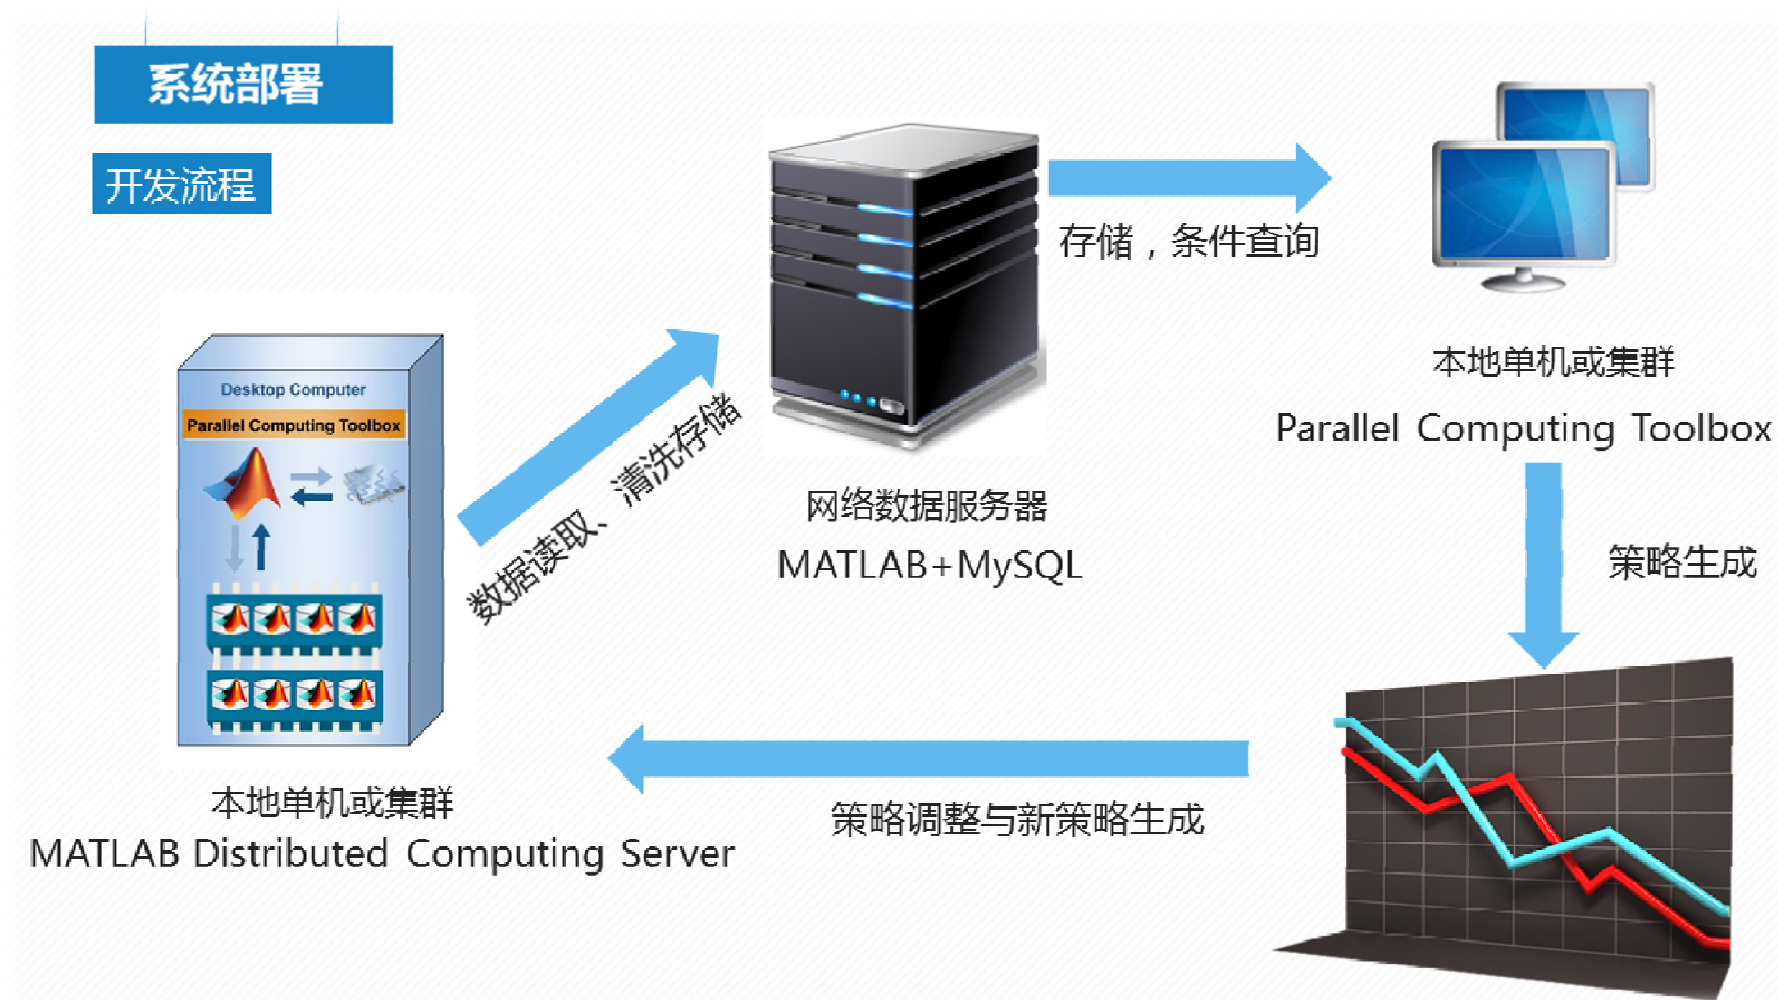 系统部署
开发流程
存储，条件查询
本地单机或集群
Parallel Computing Toolbox
Desktop Computer
Parallel Computing Toolbox
数据读取、清洗存储
网络数据服务器
MATLAB+MySQL
策略生成
本地单机或集群
MATLAB Distributed Computing Server
策略调整与新策略生成